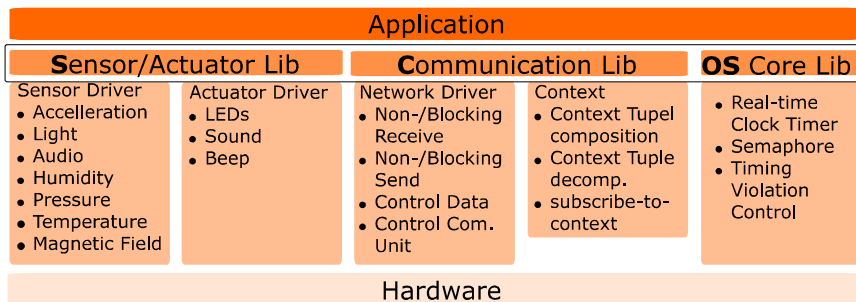 Application
Sensor/Actuator Lib
Communication Lib
OS Core Lib
Sensor Driver
• Accelleration
• Light
• Audio
• Humidity
• Pressure
• Temperature
• Magnetic Field
Actuator Driver
• LEDs
• Sound
• Beep
Network Driver
• Non-/Blocking
Receive
• Non-/Blocking
Send
• Control Data
• Control Com.
Unit
Context
• Context Tupel
composition
• Context Tuple
decomp.
• subscribe-to-
context
• Real-time
Clock Timer
• Semaphore
• Timing
Violation
Control
Hardware